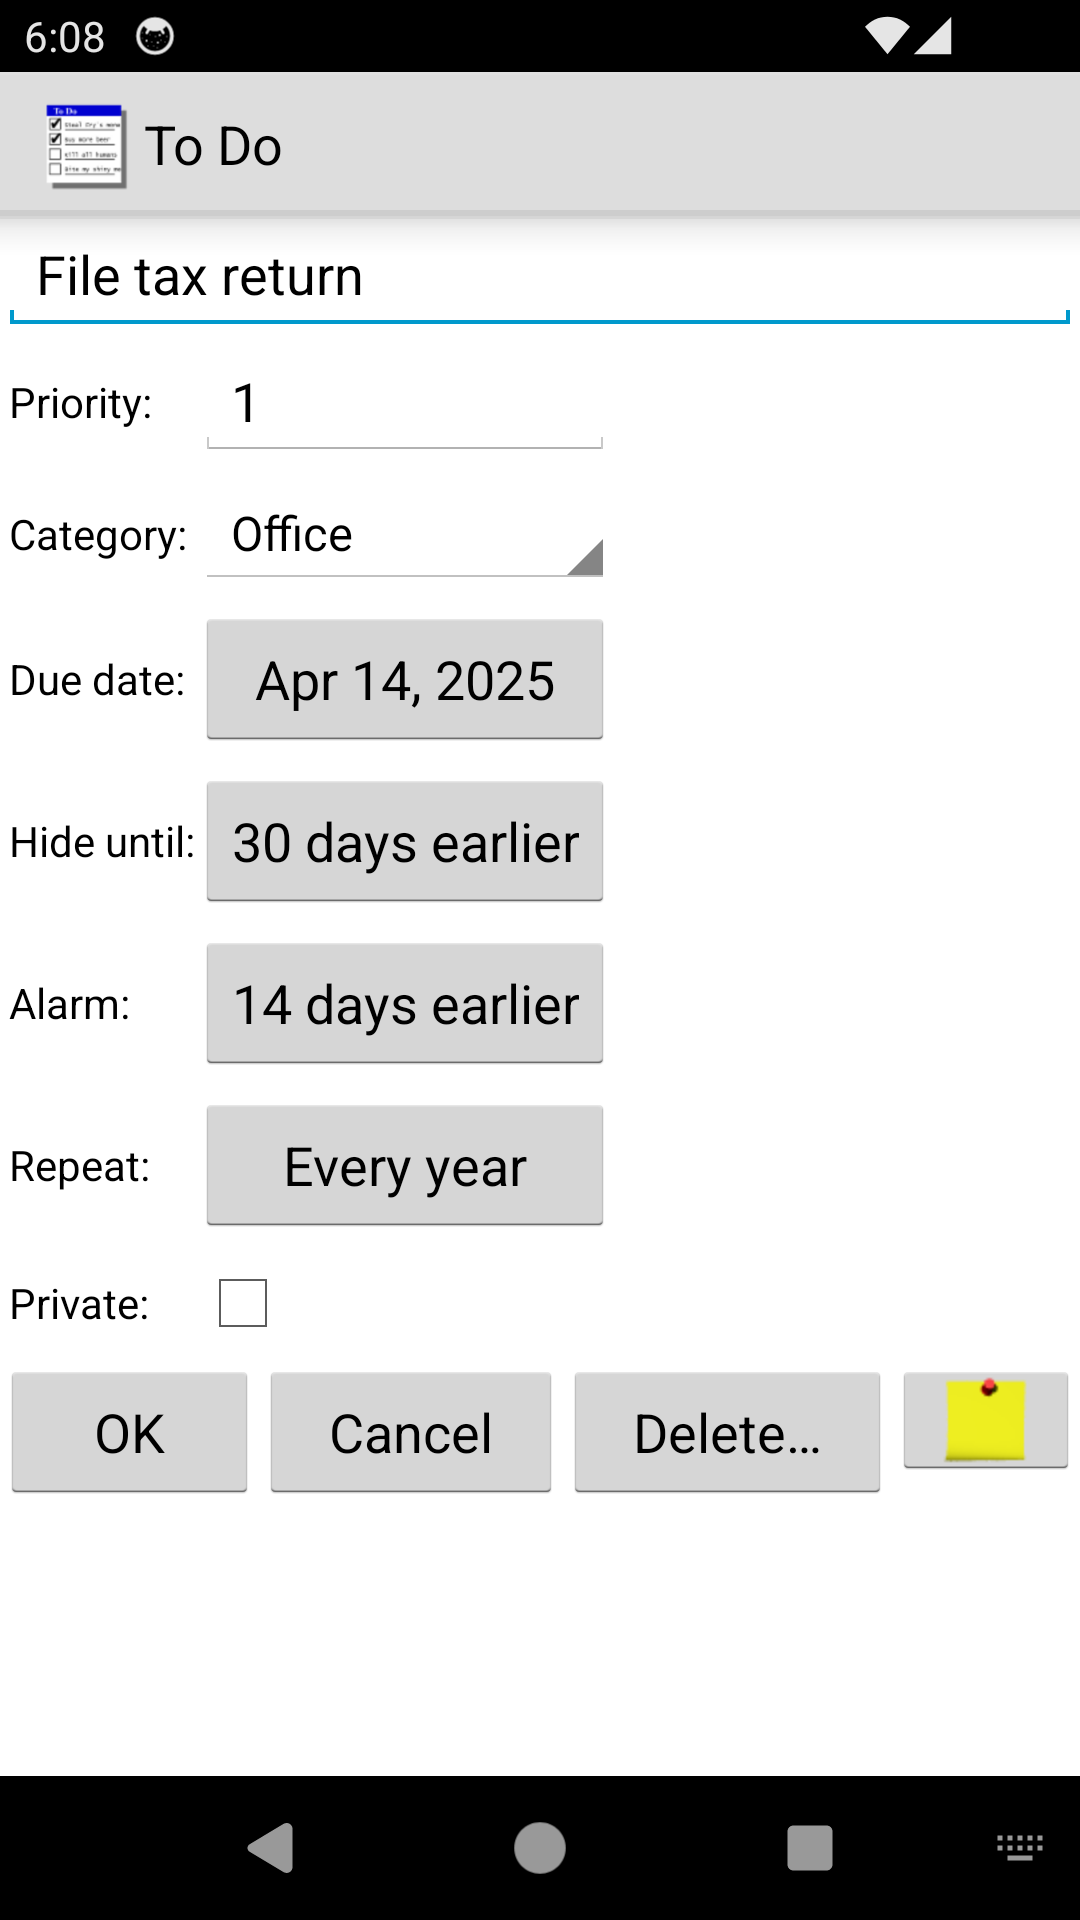 6:08
To Do
File tax return
Priority: 1
Category: Office
Due date: Apr 14, 2025
Hide until: 30 days earlier
Alarm: 14 days earlier
Repeat: Every year
Private:
OK Cancel Delete…